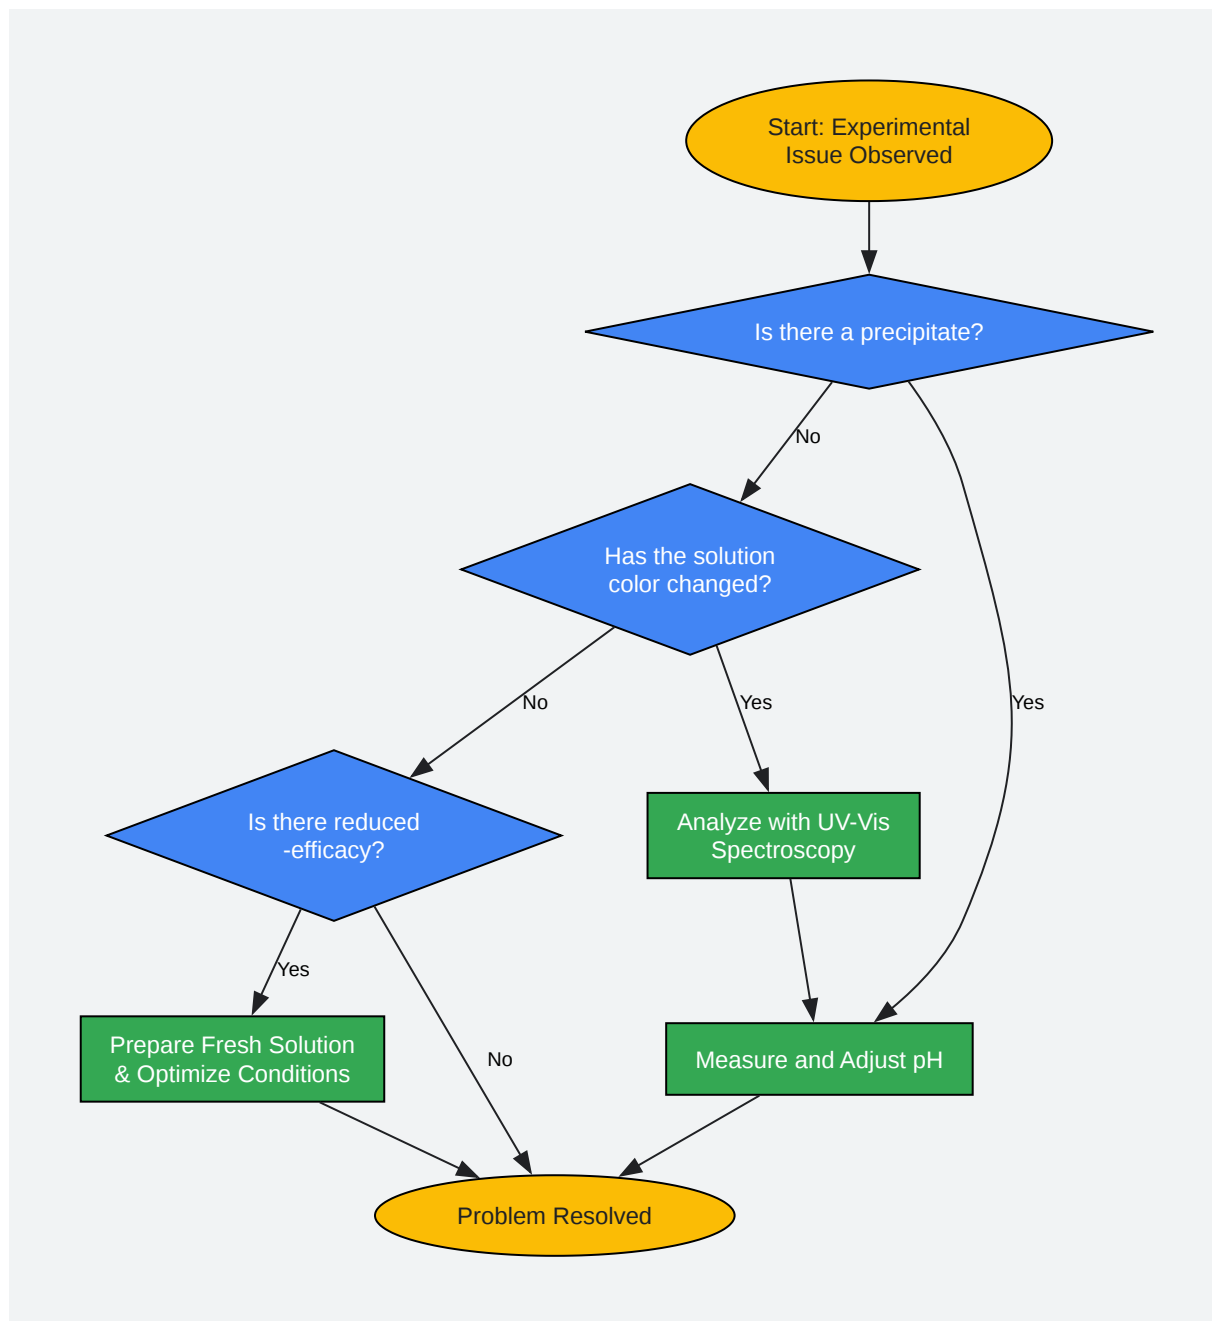 Start: Experimental
Issue Observed
Is there a precipitate?
No
Has the solution
color changed?
No
Yes
Yes
Is there reduced
-efficacy?
Analyze with UV-Vis
Spectroscopy
Yes
Prepare Fresh Solution
& Optimize Conditions
No
Measure and Adjust pH
Problem Resolved